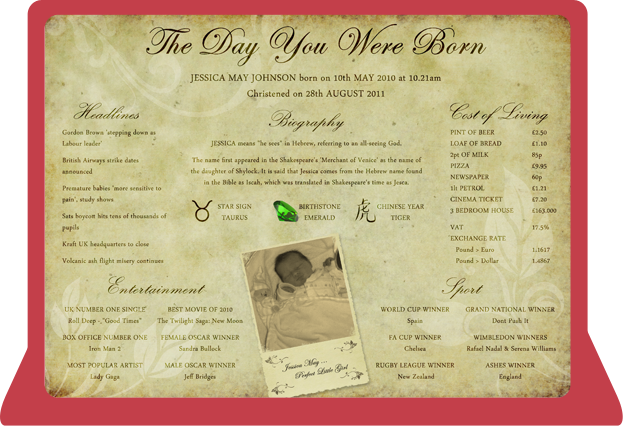 The Day You Were Born
JESSICA MAY JOHNSON born on 10th MAY 2010 at 10.21am
Christened on 28th AUGUST 2011
Headlines
Gordon Brown 'stepping down as
Labour leader'
British Airways strike dates
announced
Premature babies 'more sensitive to
pain', study shows
Sats boycott hits tens of thousands of
pupils
Kraft UK headquarters to close
Volcanic ash flight misery continues
Biography
JESSICA means "he sees" in Hebrew, referring to an all-seeing God.
The name first appeared in the Shakespeare's 'Merchant of Venice' as the name of
the daughter of Shylock. It is said that Jessica comes from the Hebrew name found
in the Bible as Iscah, which was translated in Shakespeare's time as Jesca.
STAR SIGN
TAURUS
BIRTHSTONE
EMERALD
虎
CHINESE YEAR
TIGER
Cost of Living
PINT OF BEER £2.50
LOAF OF BREAD £1.10
2pt OF MILK 85p
PIZZA £9.95
NEWSPAPER 60p
1lt PETROL £1.21
CINEMA TICKET £7.20
3 BEDROOM HOUSE £163,000
VAT 17.5%
EXCHANGE RATE
Pound > Euro 1.1617
Pound > Dollar 1.4867
Entertainment
UK NUMBER ONE SINGLE
Roll Deep - "Good Times"
BEST MOVIE OF 2010
The Twilight Saga: New Moon
BOX OFFICE NUMBER ONE
Iron Man 2
FEMALE OSCAR WINNER
Sandra Bullock
MOST POPULAR ARTIST
Lady Gaga
MALE OSCAR WINNER
Jeff Bridges
Jessica May ...
Perfect Little Girl
Sport
WORLD CUP WINNER
Spain
GRAND NATIONAL WINNER
Dont Push It
FA CUP WINNER
Chelsea
WIMBLEDON WINNERS
Rafael Nadal & Serena Williams
RUGBY LEAGUE WINNER
New Zealand
ASHES WINNER
England